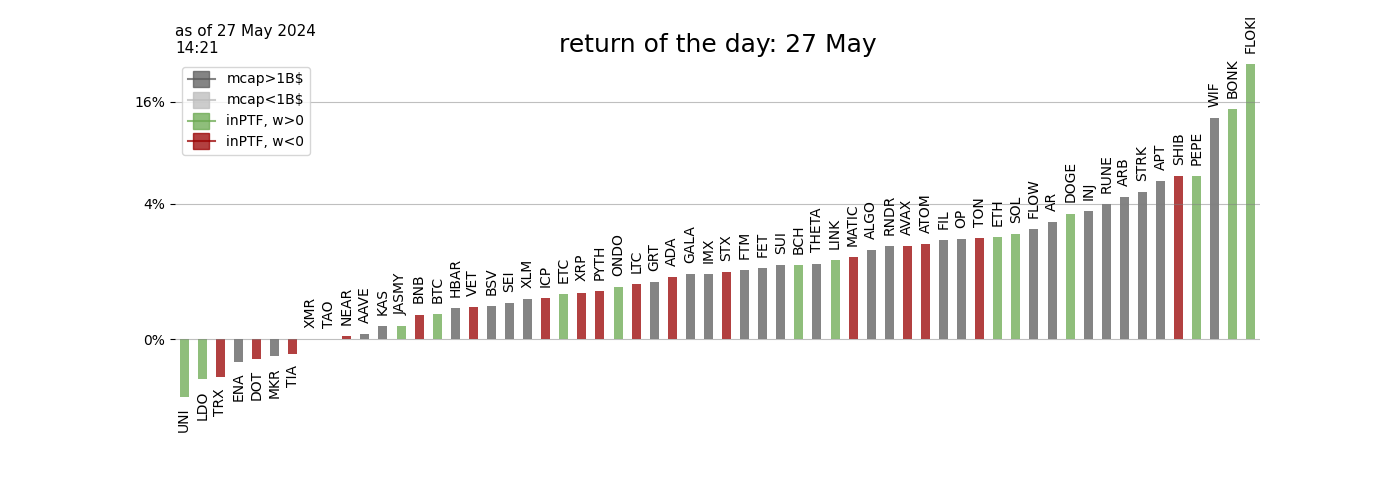 as of 27 May 2024
14:21
return of the day: 27 May
mcap>1B$
mcap<1B$
inPTF, w>0
inPTF, w<0
16%
4%
0%
UNI
LDO
TRX
ENA
DOT
MKR
TIA
XMR
TAO
NEAR
AAVE
KAS
JASMY
BNB
BTC
HBAR
VET
BSV
SEI
XLM
ICP
ETC
XRP
PYTH
ONDO
LTC
GRT
ADA
GALA
IMX
STX
FTM
FET
SUI
BCH
THETA
LINK
MATIC
ALGO
RNDR
AVAX
ATOM
FIL
OP
TON
ETH
SOL
FLOW
AR
DOGE
INJ
RUNE
ARB
STRK
APT
SHIB
PEPE
WIF
BONK
FLOKI